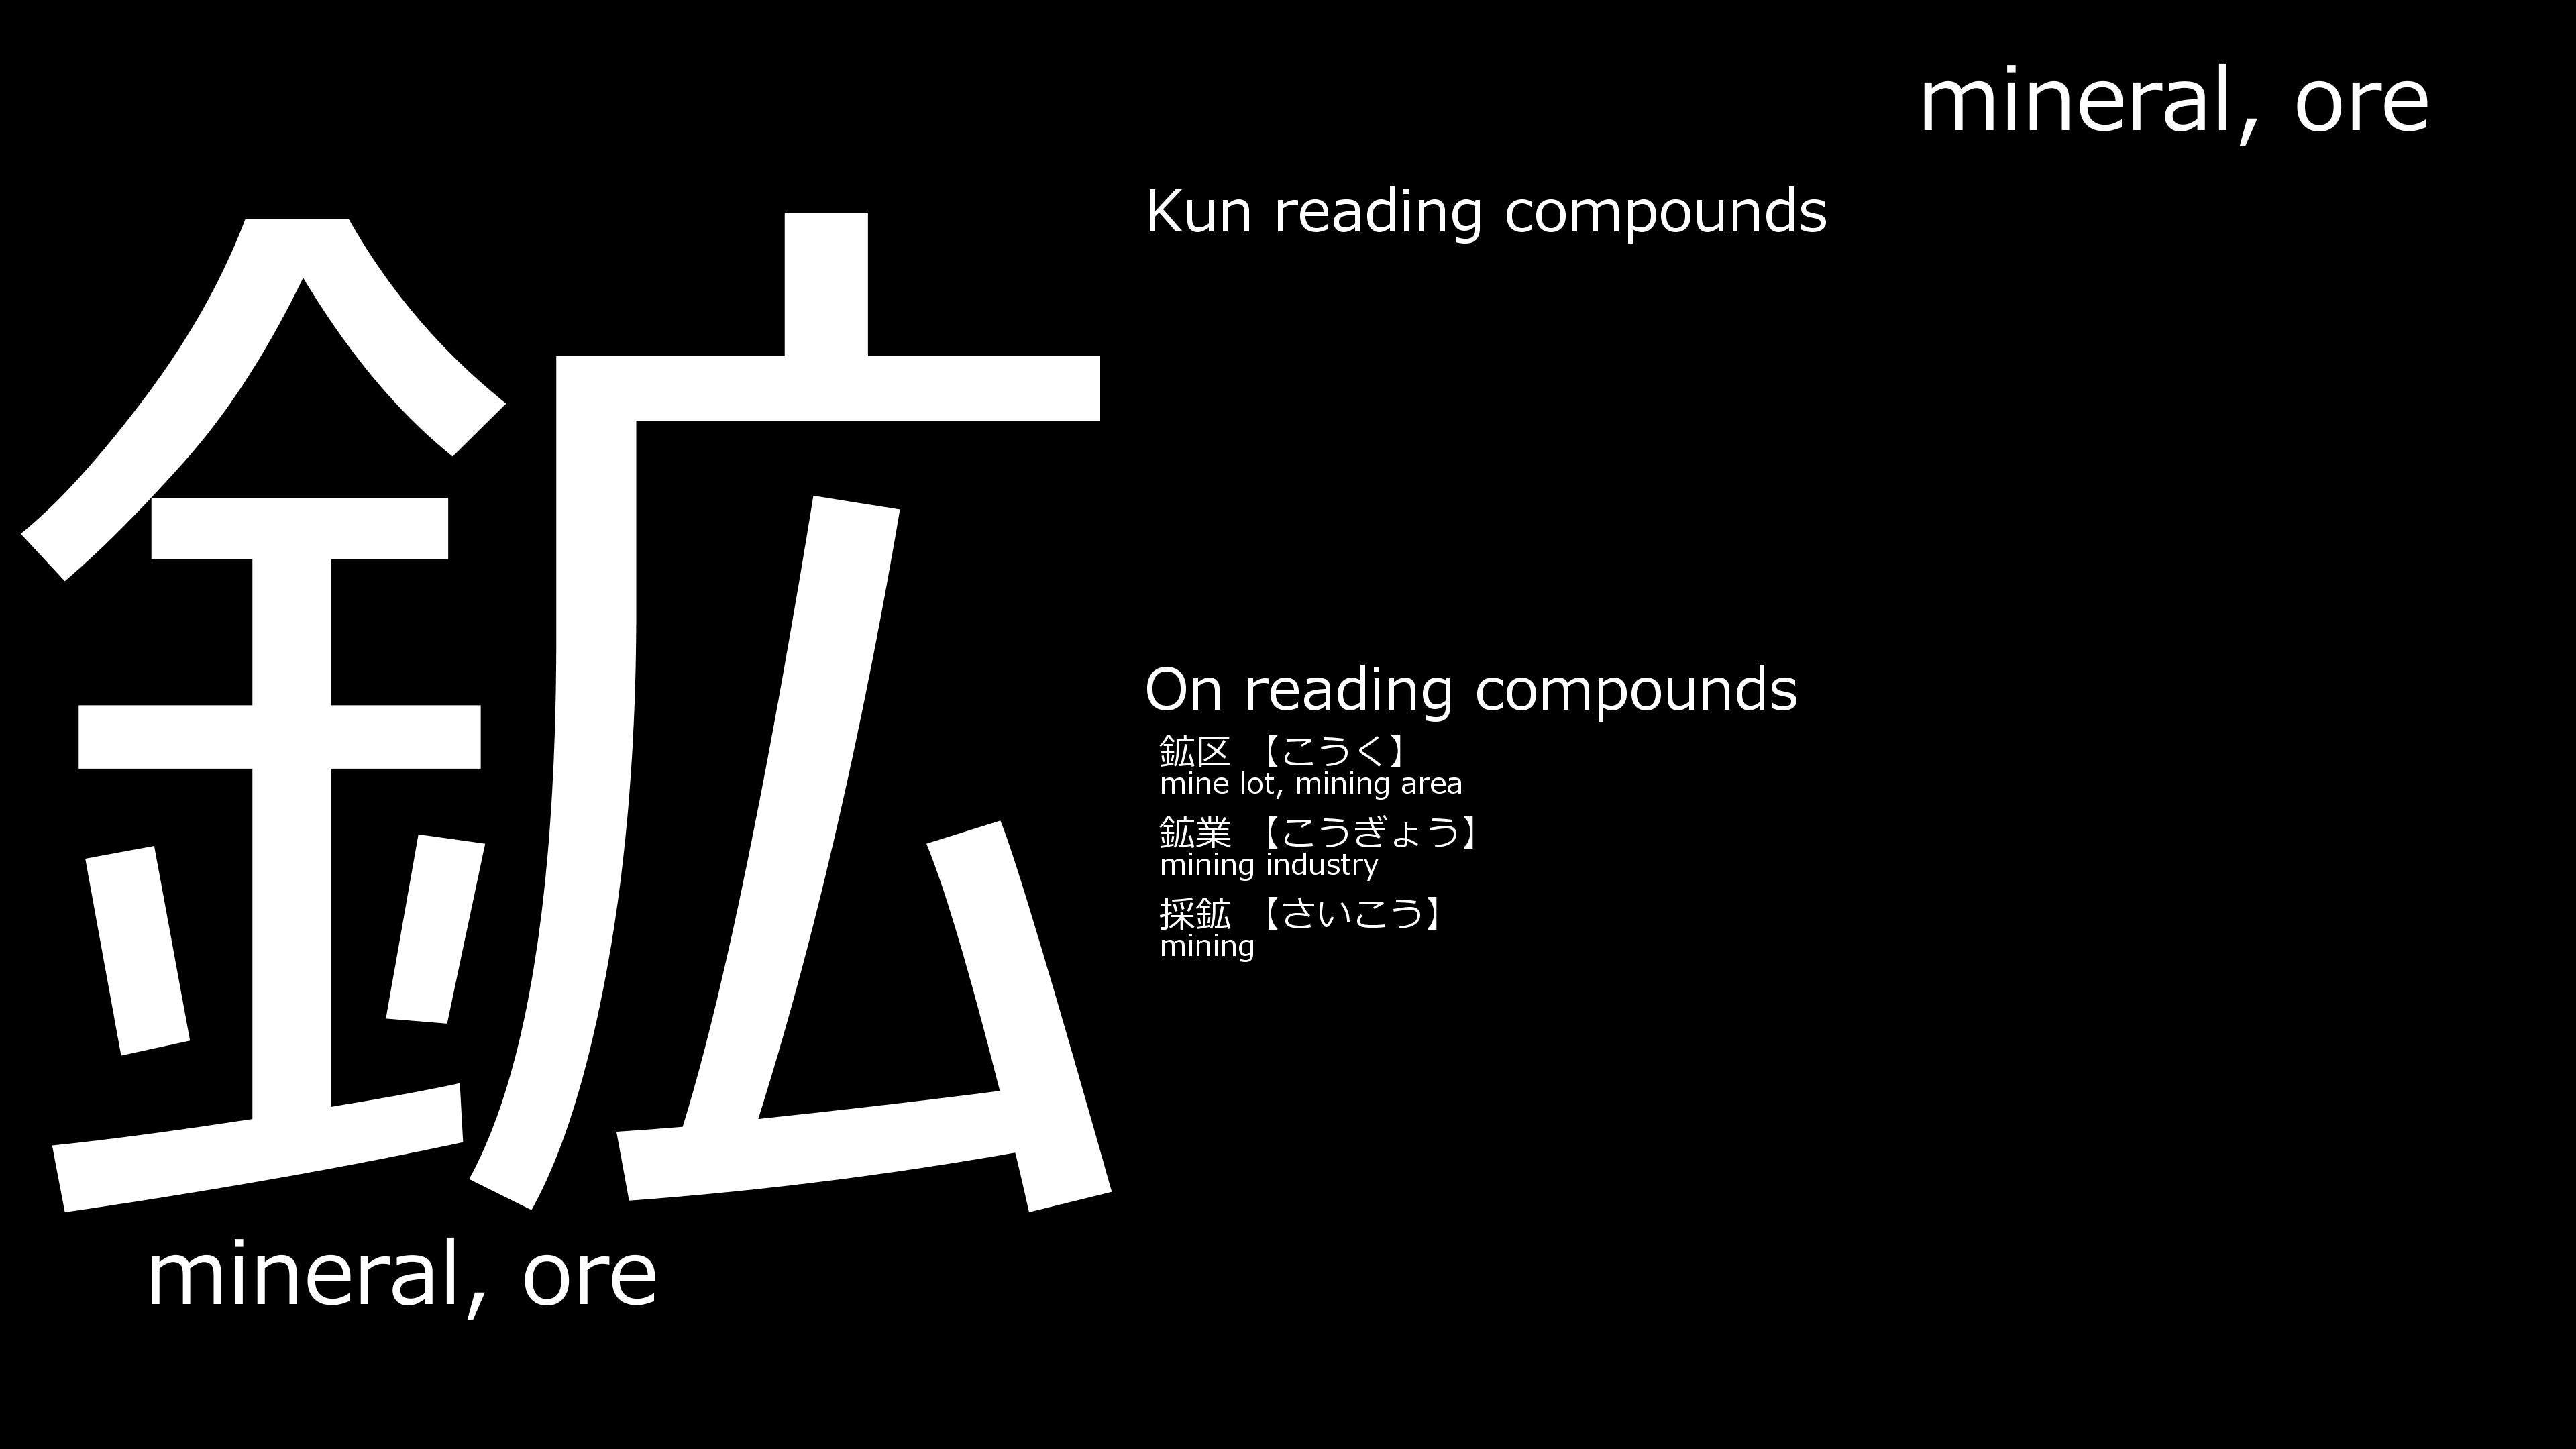 mineral, ore
Kun reading compounds
鉱
On reading compounds
鉱区 【こうく】
mine lot, mining area
鉱業 【こうぎょう】
mining industry
採鉱 【さいこう】
mining
mineral, ore